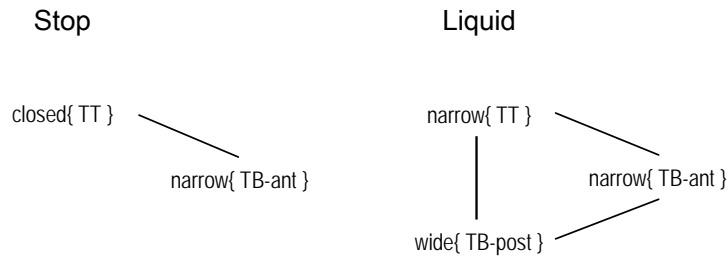 Stop
Liquid
closed{ TT }
narrow{ TT }
narrow{ TB-ant }
narrow{ TB-ant }
wide{ TB-post }